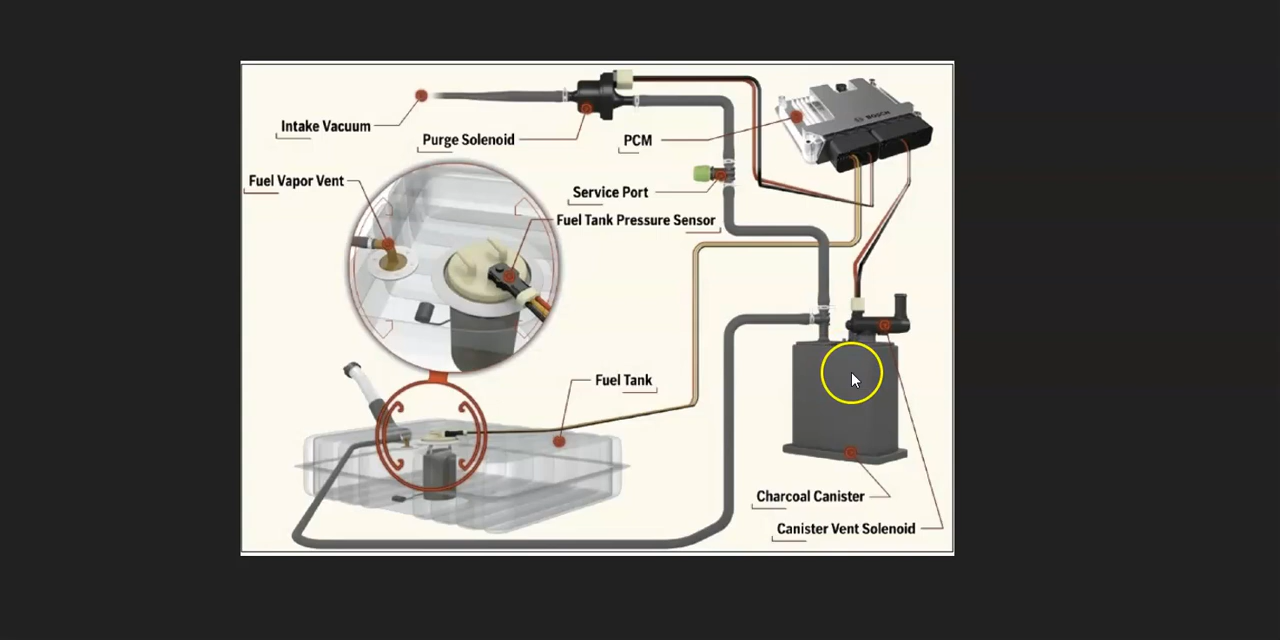 Intake Vacuum
Purge Solenoid
PCM
BOSCH
Fuel Vapor Vent
Service Port
Fuel Tank Pressure Sensor
Fuel Tank
Charcoal Canister
Canister Vent Solenoid